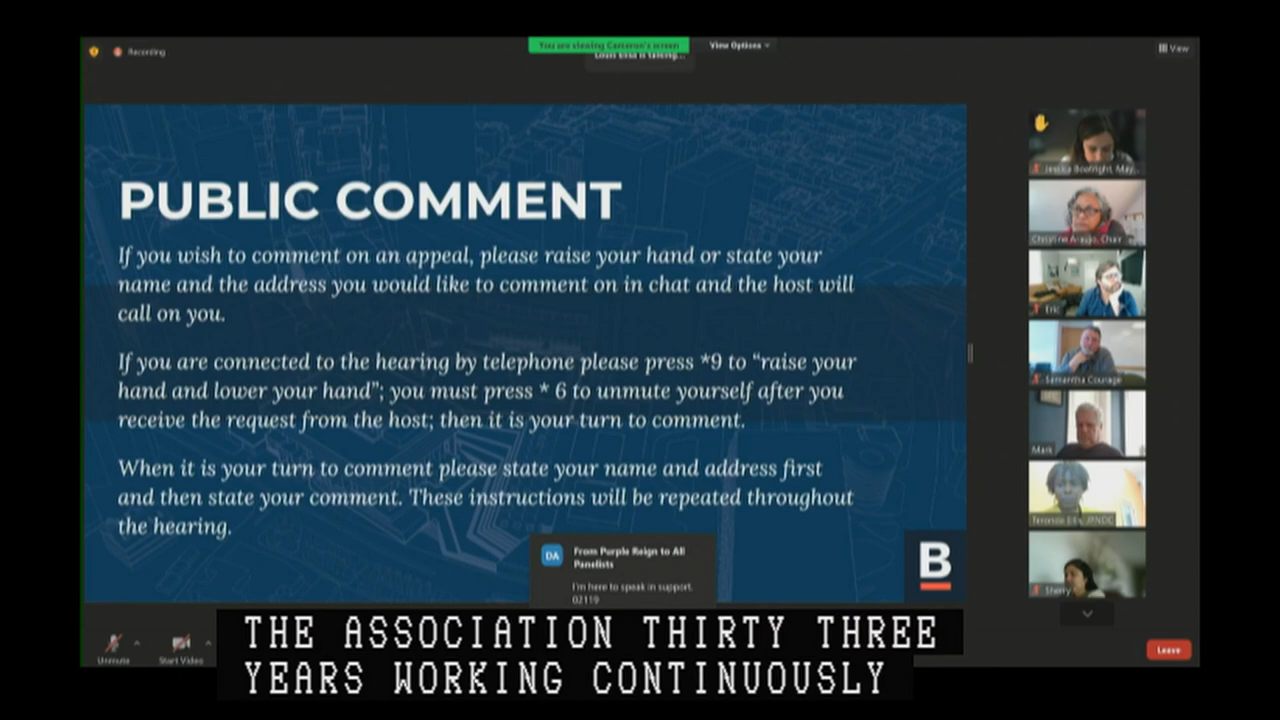 Recording
You are viewing Cameron's screen
View Options
View
PUBLIC COMMENT
If you wish to comment on an appeal, please raise your hand or state your
name and the address you would like to comment on in chat and the host will
call on you.
If you are connected to the hearing by telephone please press *9 to “raise your
hand and lower your hand”; you must press * 6 to unmute yourself after you
receive the request from the host; then it is your turn to comment.
When it is your turn to comment please state your name and address first
and then state your comment. These instructions will be repeated throughout
the hearing.
DA
From Purple Reign to All
Panelists
I'm here to speak in support.
02119
B
Jessica Boatright, May...
Christine Araujo, Chair
Eric
Samantha Courage
Mark
Sherry
Unmute
Start Video
Leave
THE ASSOCIATION THIRTY THREE
YEARS WORKING CONTINUOUSLY